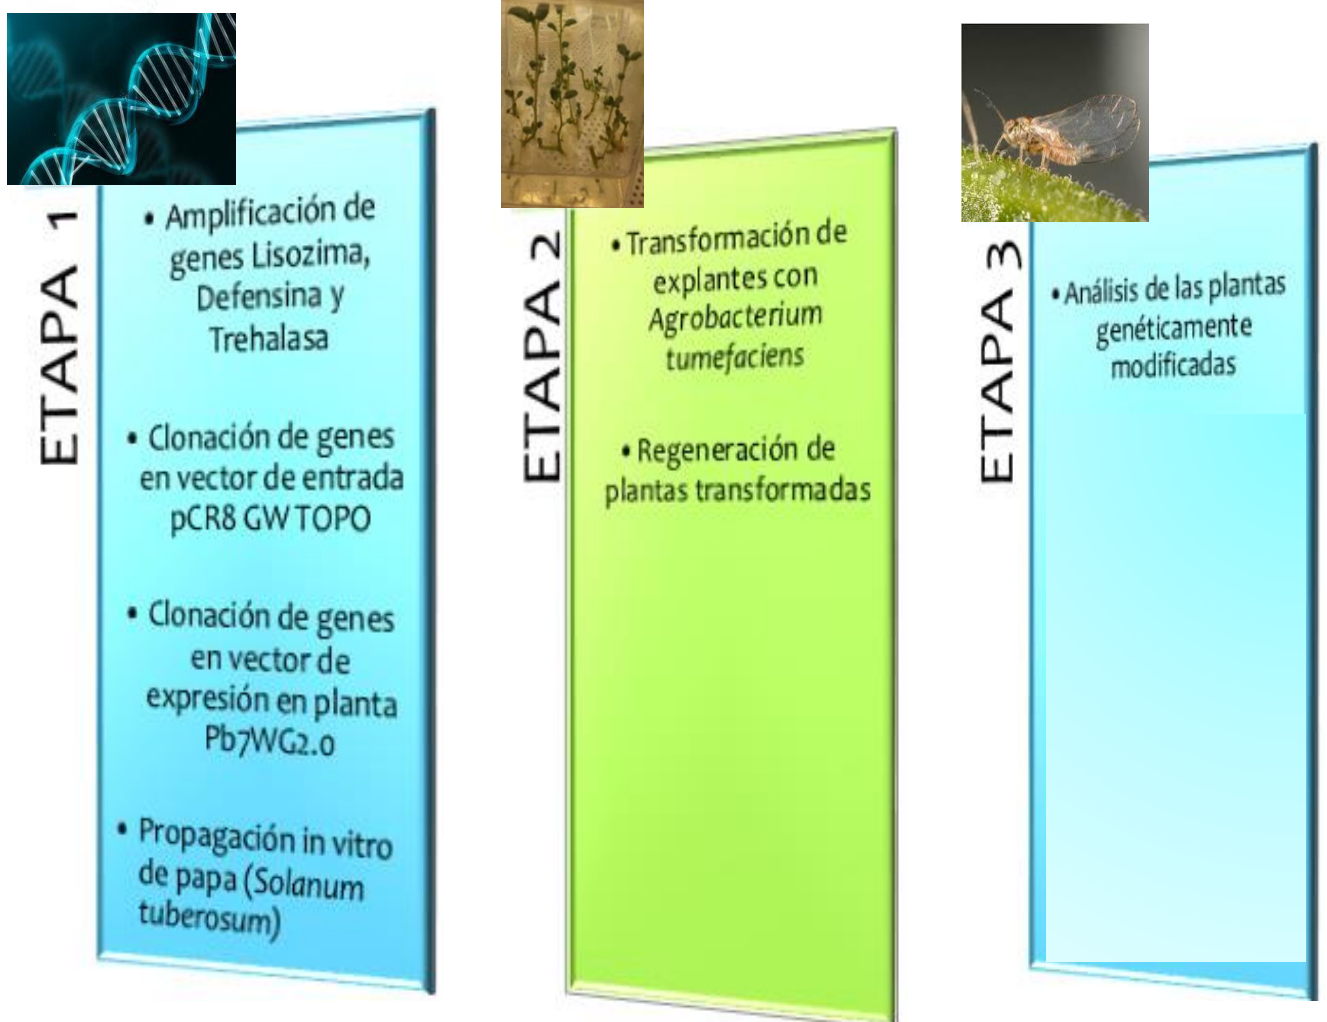 ETAPA 1
• Amplificación de
genes Lisozima,
Defensina y
Trehalasa
• Clonación de genes
en vector de entrada
pCR8 GW TOPO
• Clonación de genes
en vector de
expresión en planta
Pb7WG2.0
• Propagación in vitro
de papa (Solanum
tuberosum)
ETAPA 2
• Transformación de
explantes con
Agrobacterium
tumefaciens
• Regeneración de
plantas transformadas
ETAPA 3
• Análisis de las plantas
genéticamente
modificadas